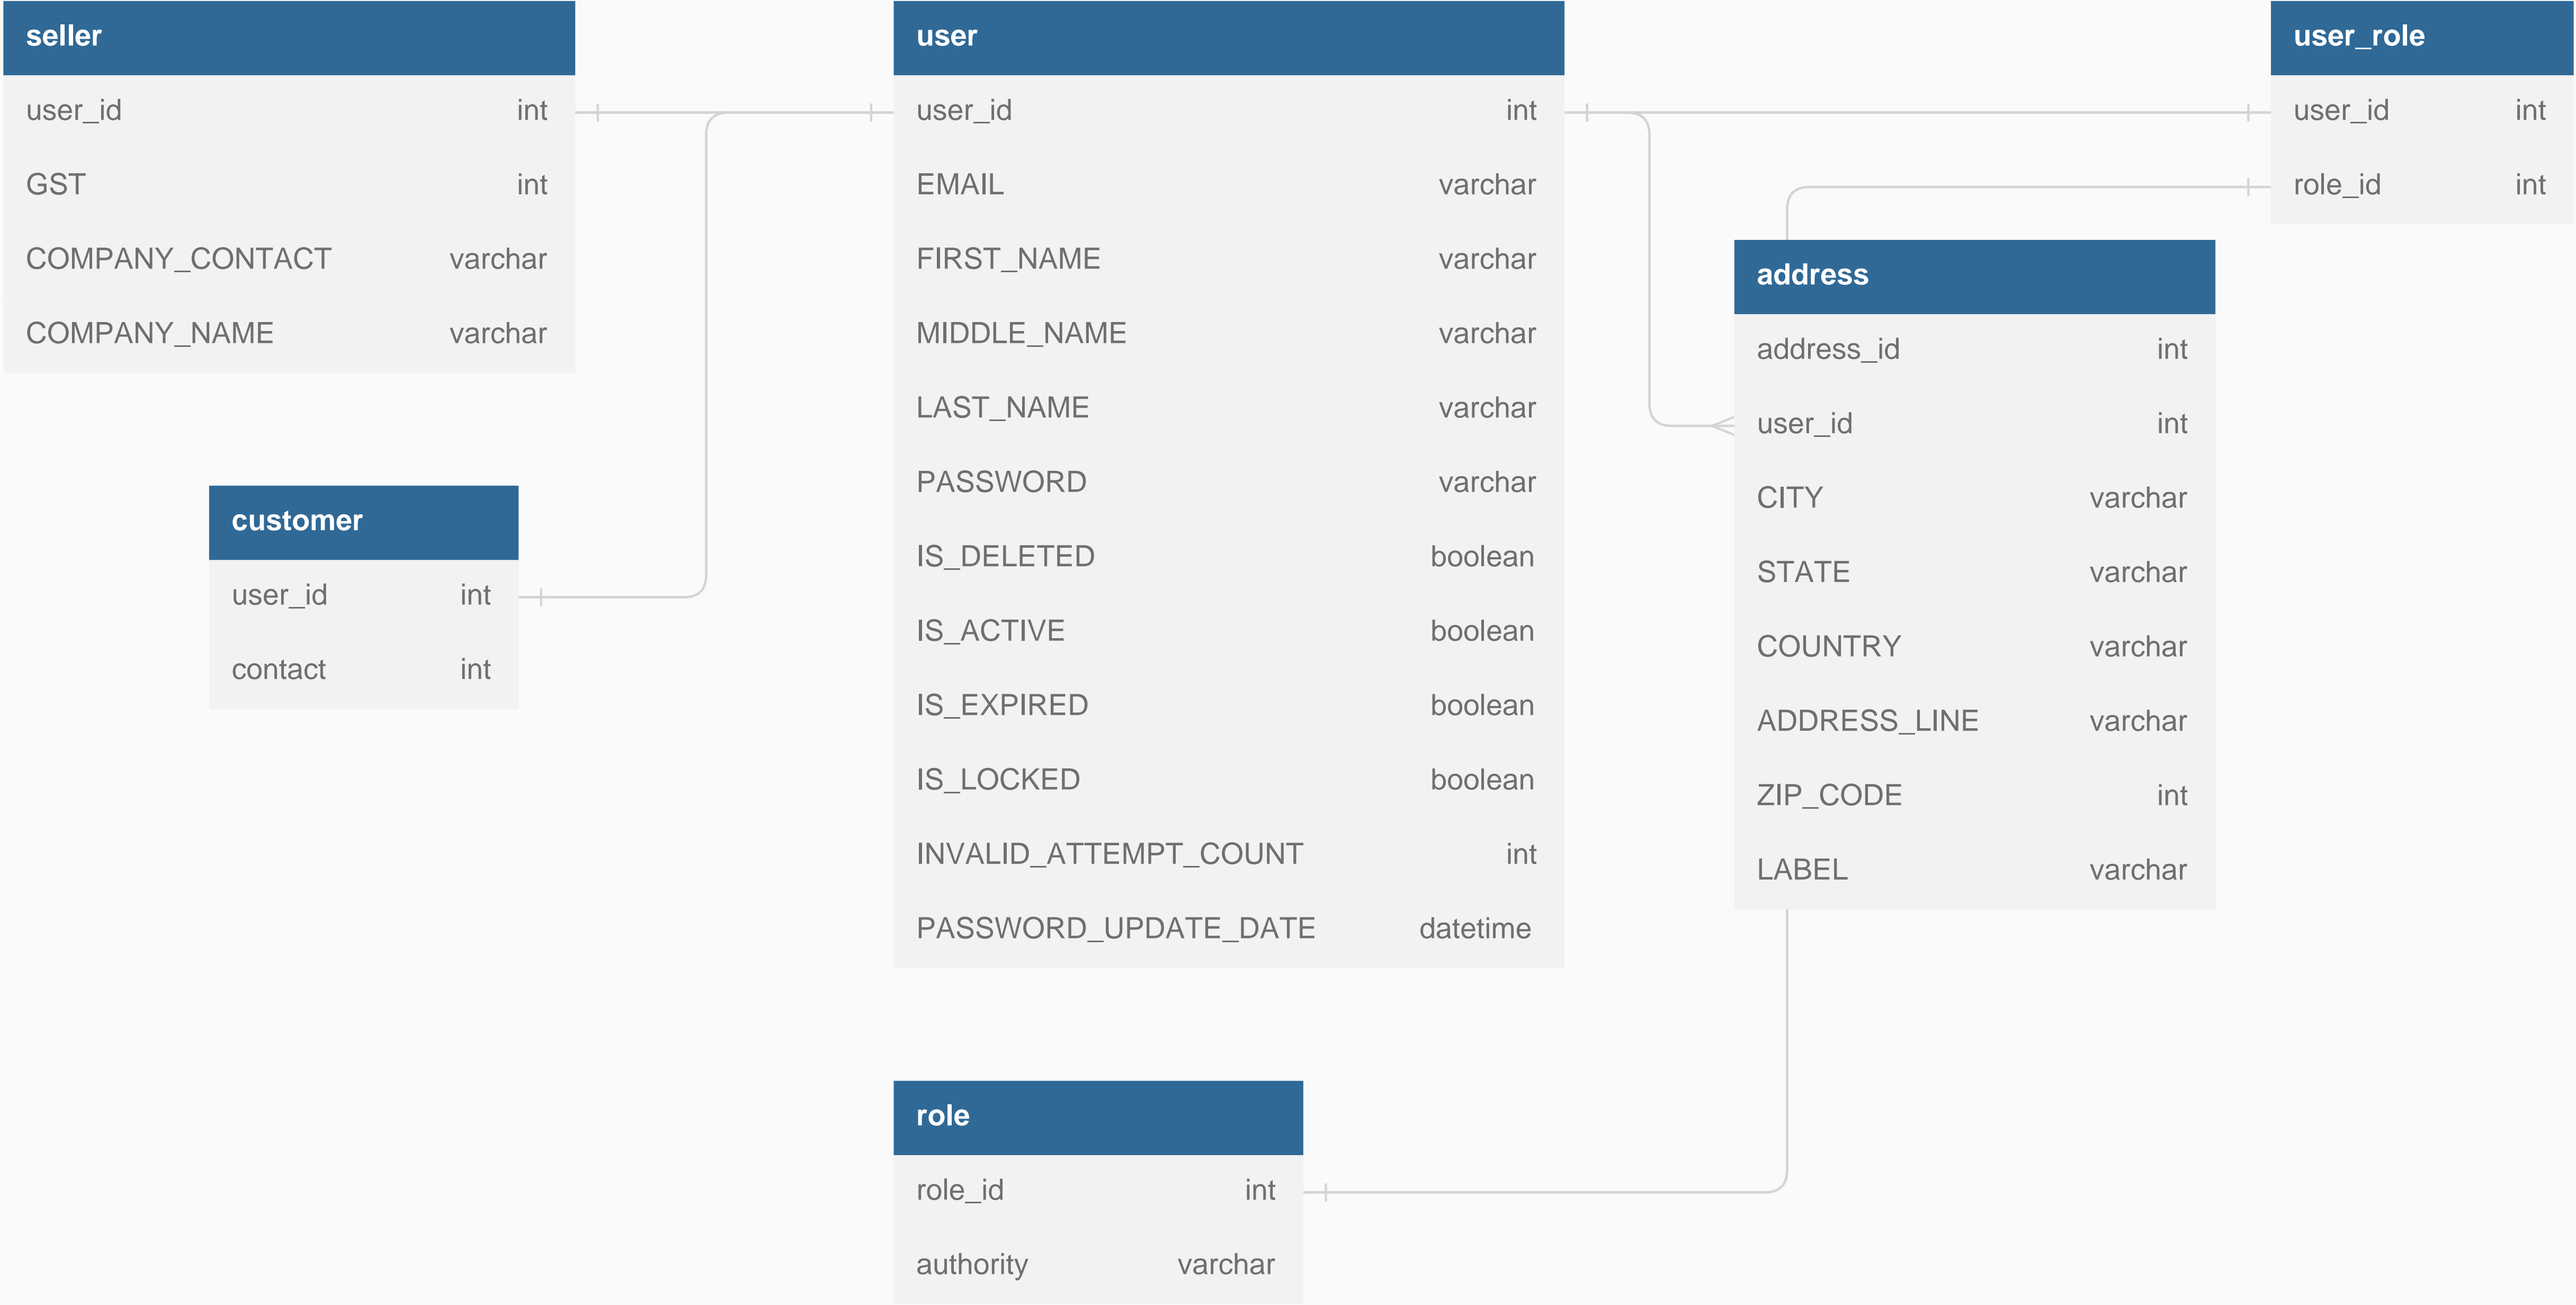 seller
user_id int
GST int
COMPANY_CONTACT varchar
COMPANY_NAME varchar
customer
user_id int
contact int
user
user_id int
EMAIL varchar
FIRST_NAME varchar
MIDDLE_NAME varchar
LAST_NAME varchar
PASSWORD varchar
IS_DELETED boolean
IS_ACTIVE boolean
IS_EXPIRED boolean
IS_LOCKED boolean
INVALID_ATTEMPT_COUNT int
PASSWORD_UPDATE_DATE datetime
role
role_id int
authority varchar
address
address_id int
user_id int
CITY varchar
STATE varchar
COUNTRY varchar
ADDRESS_LINE varchar
ZIP_CODE int
LABEL varchar
user_role
user_id int
role_id int